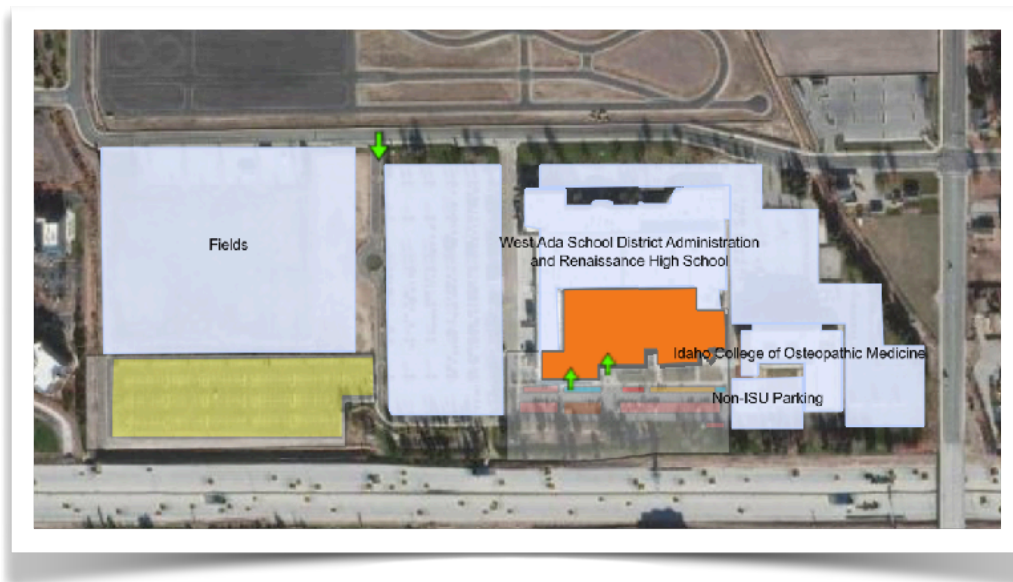 Fields
West Ada School District Administration
and Renaissance High School
Idaho College of Osteopathic Medicine
Non-ISU Parking